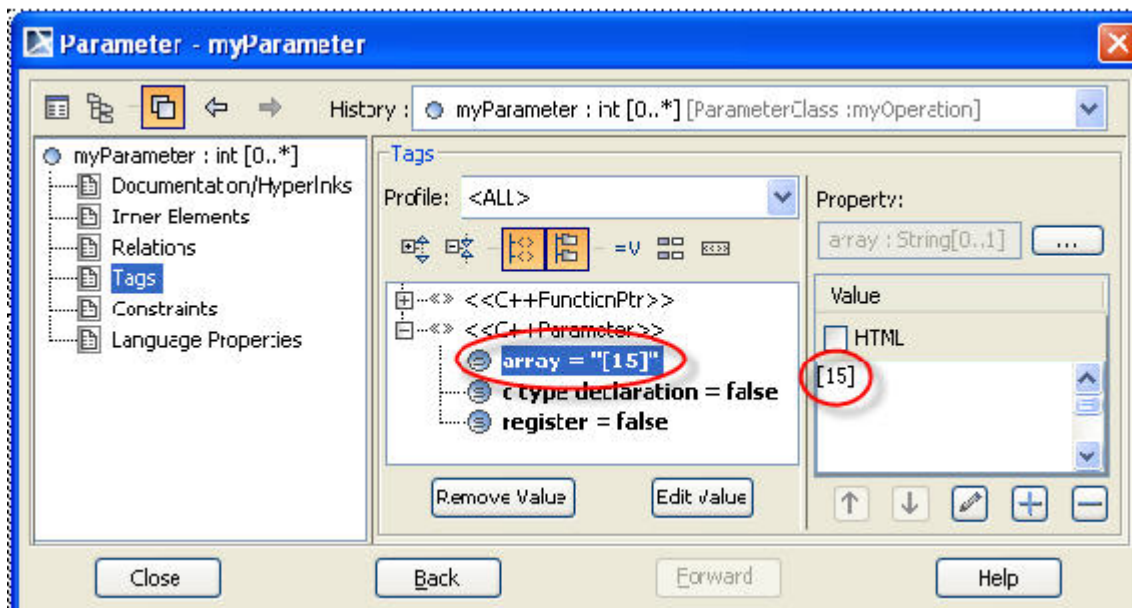 Parameter - myParameter
History : myParameter : int [0..*] [ParameterClass :myOperation]
myParameter : int [0..*]
Documentation/Hyperlinks
Inner Elements
Relations
Tags
Constraints
Language Properties
Tags
Profile: <ALL>
=V
<<C++FunctionPtr>>
<<C++Parameter>>
array = "[15]"
c type declaration = false
register = false
Remove Value
Edit Value
Property:
array : String[0..1]
...
Value
HTML
[15]
Close
Back
Forward
Help